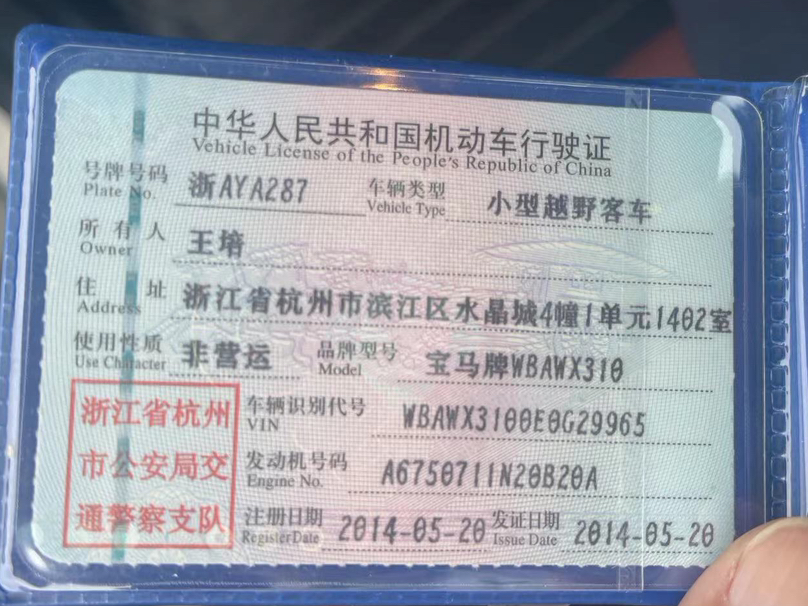 中华人民共和国机动车行驶证
Vehicle License of the People's Republic of China
号牌号码 浙AYA287 车辆类型 小型越野客车
Plate No. Vehicle Type
所有人 王培
Owner
住址 浙江省杭州市滨江区水晶城4幢1单元1402室
Address
使用性质 非营运 品牌型号 宝马牌WBAWX310
Use Character Model
浙江省杭州
市公安局交
通警察支队
车辆识别代号 WBAWX3100E0G29965
VIN
发动机号码 A6750711N20B20A
Engine No.
注册日期 2014-05-20 发证日期 2014-05-20
Register Date Issue Date